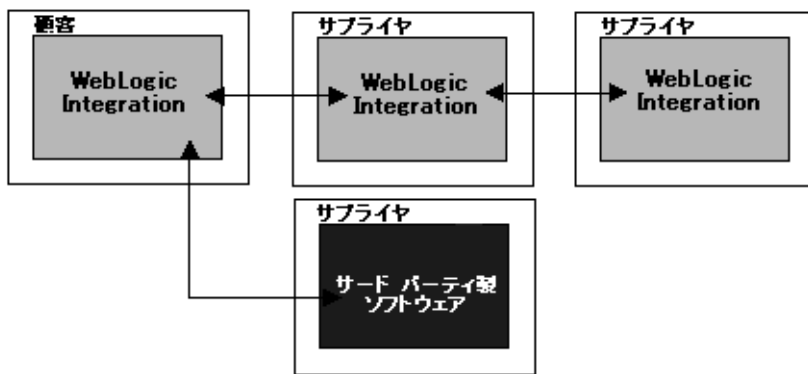 顧客
WebLogic
Integration
サプライヤ
WebLogic
Integration
サプライヤ
WebLogic
Integration
サプライヤ
サード パーティ製
ソフトウェア